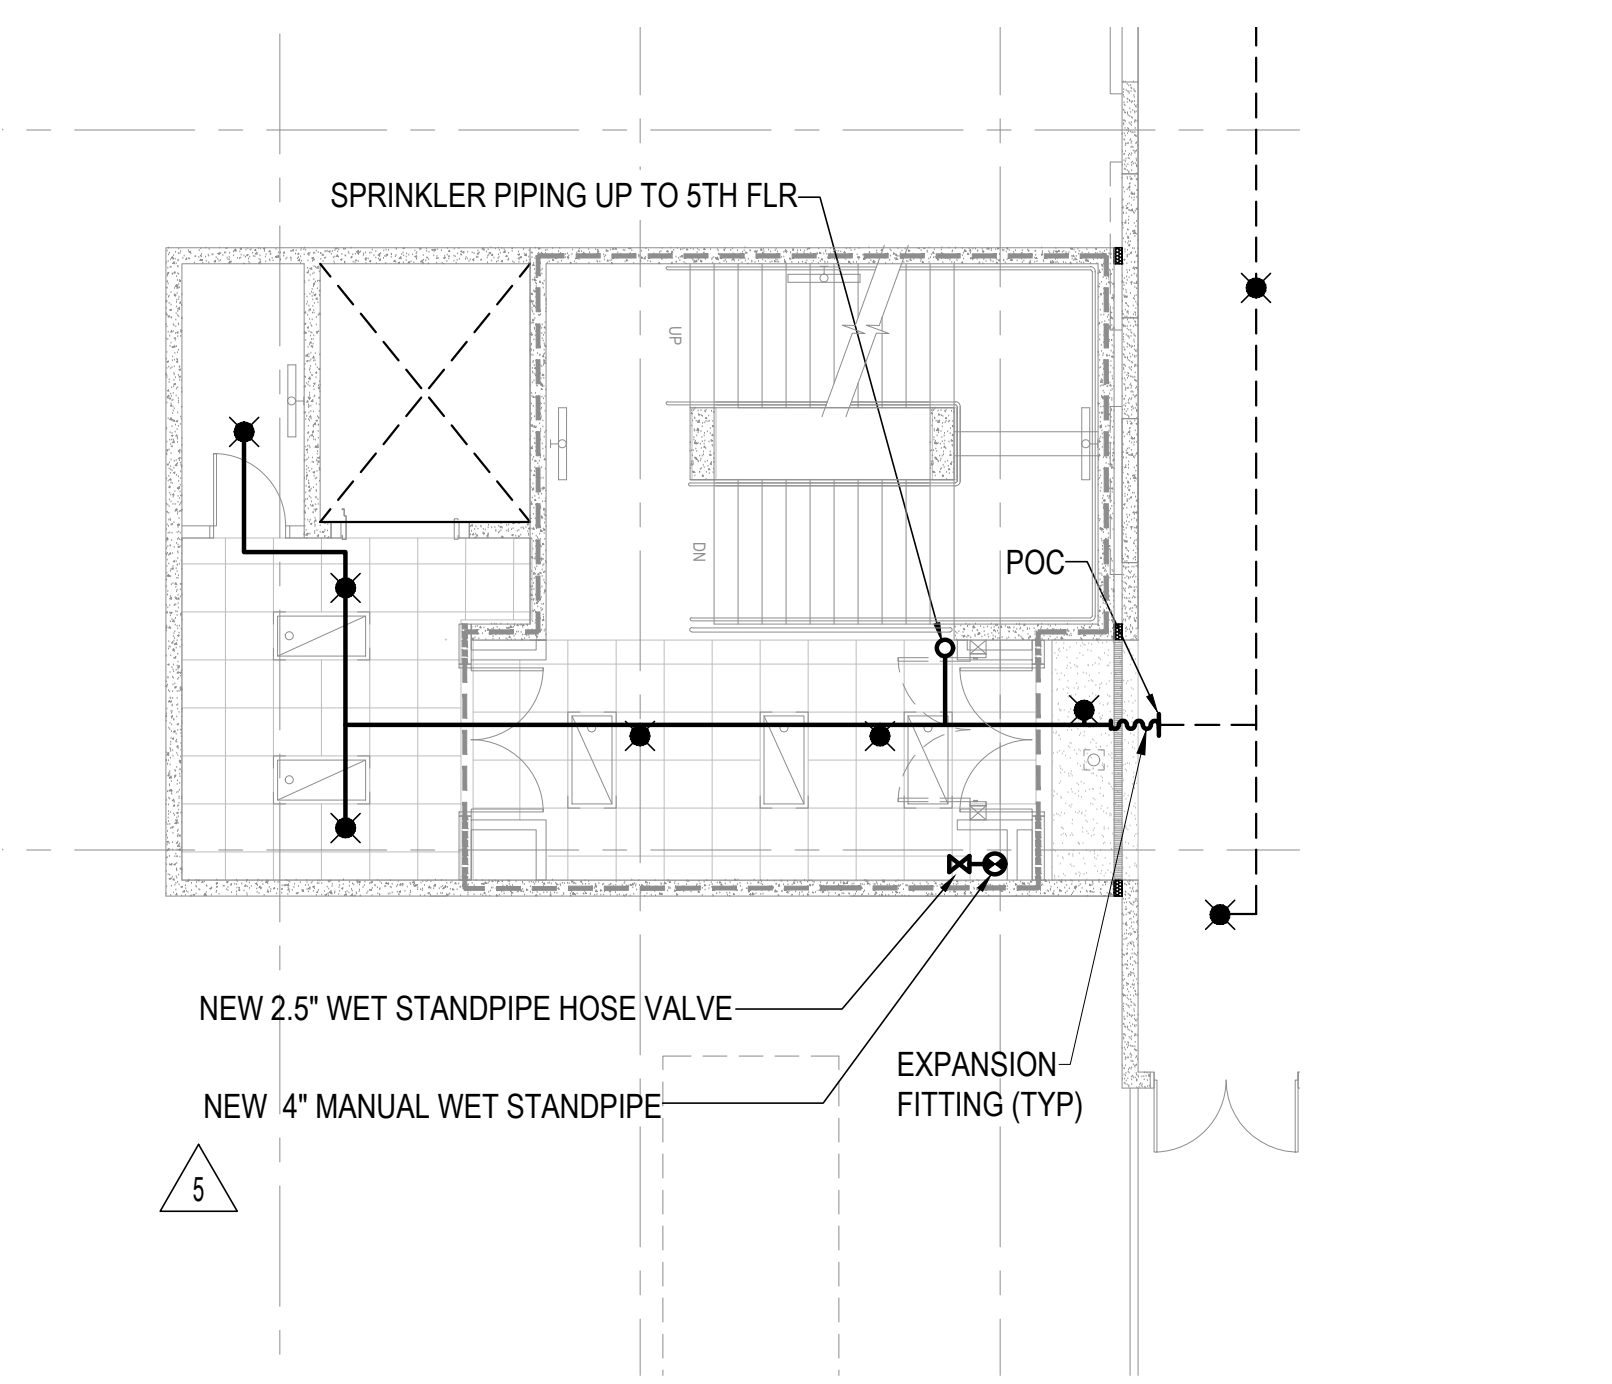 SPRINKLER PIPING UP TO 5TH FLR
UP
DN
POC
NEW 2.5" WET STANDPIPE HOSE VALVE
EXPANSION
FITTING (TYP)
NEW 4" MANUAL WET STANDPIPE
5